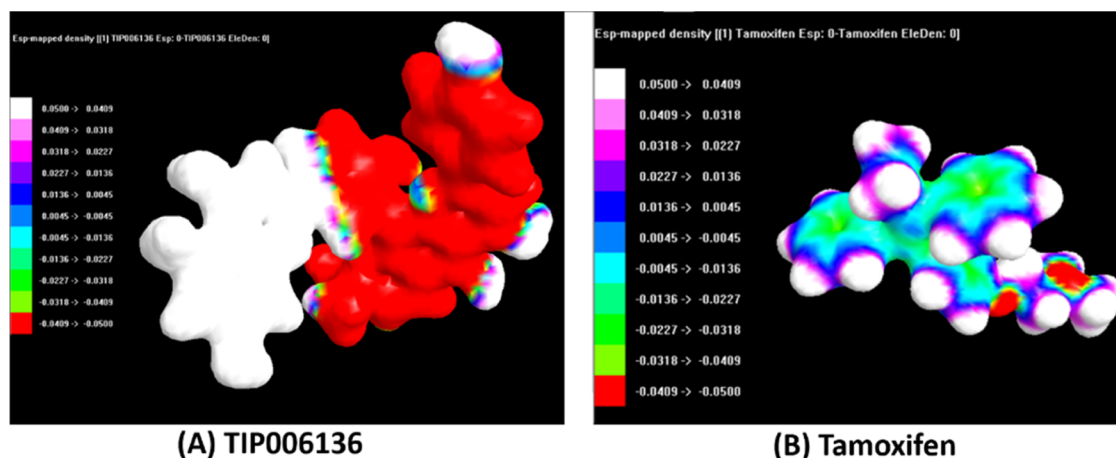 Esp-mapped density [(1) TIP006136 Esp: 0-TIP006136 EleDen: 0]
0.0500 -> 0.0409
0.0409 -> 0.0318
0.0318 -> 0.0227
0.0227 -> 0.0136
0.0136 -> 0.0045
0.0045 -> -0.0045
-0.0045 -> -0.0136
-0.0136 -> -0.0227
-0.0227 -> -0.0318
-0.0318 -> -0.0409
-0.0409 -> -0.0500
(A) TIP006136
Esp-mapped density [(1) Tamoxifen Esp: 0-Tamoxifen EleDen: 0]
0.0500 -> 0.0409
0.0409 -> 0.0318
0.0318 -> 0.0227
0.0227 -> 0.0136
0.0136 -> 0.0045
0.0045 -> -0.0045
-0.0045 -> -0.0136
-0.0136 -> -0.0227
-0.0227 -> -0.0318
-0.0318 -> -0.0409
-0.0409 -> -0.0500
(B) Tamoxifen